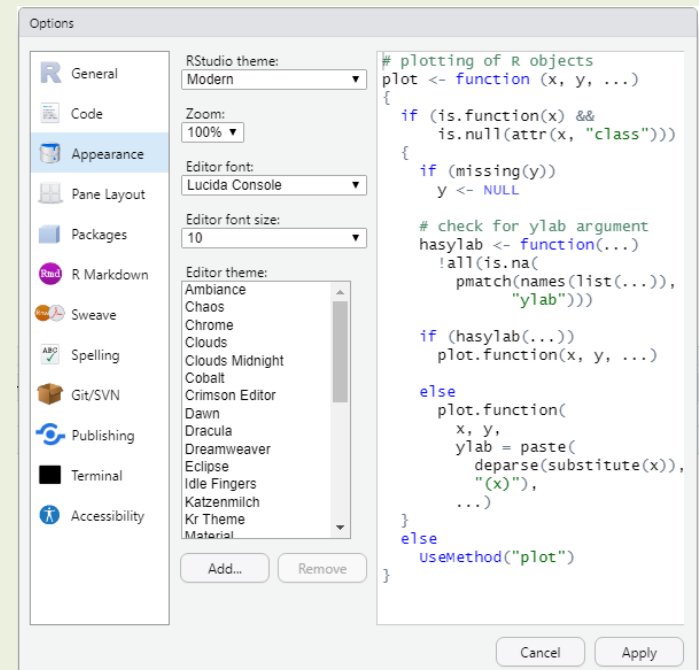 Options
General
Code
Appearance
Pane Layout
Packages
Rmd
R Markdown
Sweave
ABC
Spelling
Git/SVN
Publishing
Terminal
Accessibility
RStudio theme:
Modern
Zoom:
100%
Editor font:
Lucida Console
Editor font size:
10
Editor theme:
Ambiance
Chaos
Chrome
Clouds
Clouds Midnight
Cobalt
Crimson Editor
Dawn
Dracula
Dreamweaver
Eclipse
Idle Fingers
Katzenmilch
Kr Theme
Material
Add...
Remove
# plotting of R objects
plot <- function (x, y, ...)
{
  if (is.function(x) &&
      is.null(attr(x, "class")))
  {
    if (missing(y))
      y <- NULL

    # check for ylab argument
    hasylab <- function(...)
      !all(is.na(
        pmatch(names(list(...)),
              "ylab")))

    if (hasylab(...))
      plot.function(x, y, ...)

    else
      plot.function(
        x, y,
        ylab = paste(
          deparse(substitute(x)),
          "(x)"),
        ...)
  }
  else
    UseMethod("plot")
}
Cancel
Apply